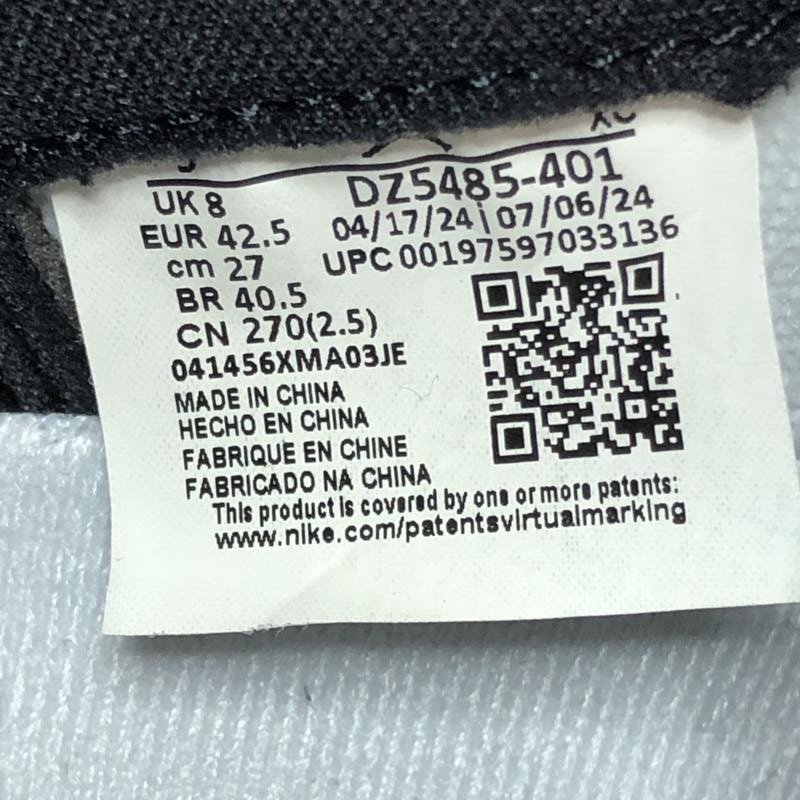 UK 8
EUR 42.5
cm 27
BR 40.5
CN 270(2.5)
DZ5485-401
04/17/24 | 07/06/24
UPC 00197597033136
041456XMA03JE
MADE IN CHINA
HECHO EN CHINA
FABRIQUE EN CHINE
FABRICADO NA CHINA
This product is covered by one or more patents:
www.nike.com/patentsvirtualmarking